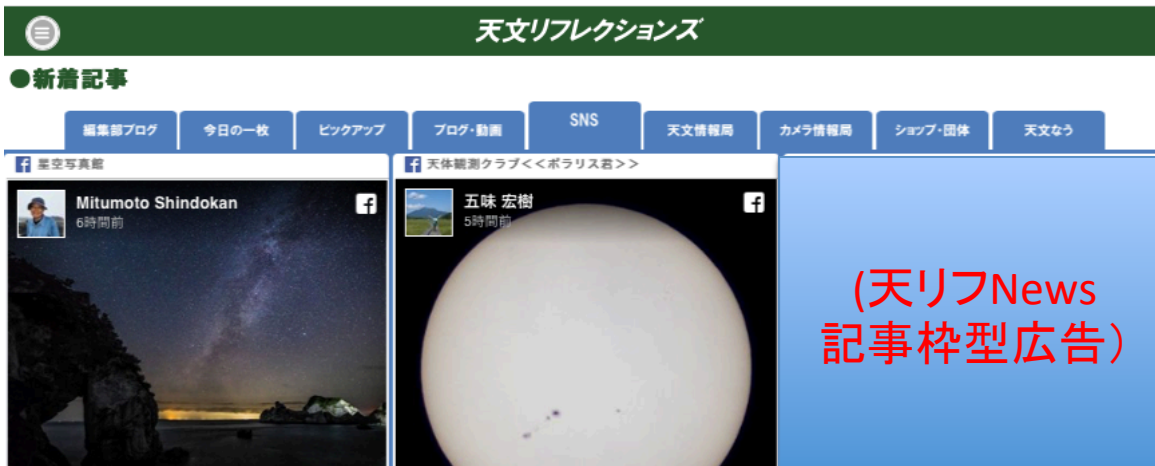 天文リフレクションズ
●新着記事
編集部ブログ
今日の一枚
ピックアップ
ブログ・動画
SNS
天文情報局
カメラ情報局
ショップ・団体
天文なう
星空写真館
Mitumoto Shindokan
6時間前
天体観測クラブ<<ポラリス君>>
五味 宏樹
5時間前
(天リフNews
記事枠型広告)